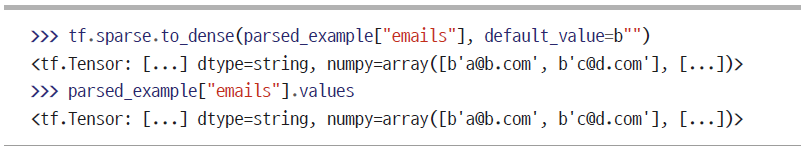 >>> tf.sparse.to_dense(parsed_example["emails"], default_value=b"")
<tf.Tensor: [...] dtype=string, numpy=array([b'a@b.com', b'c@d.com'], [...])>
>>> parsed_example["emails"].values
<tf.Tensor: [...] dtype=string, numpy=array([b'a@b.com', b'c@d.com'], [...])>